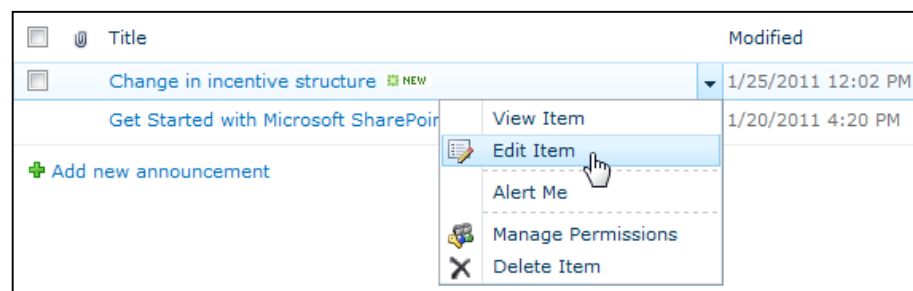 Title Modified
Change in incentive structure NEW 1/25/2011 12:02 PM
Get Started with Microsoft 1/20/2011 4:20 PM
View Item
Edit Item
Add new announcement
Alert Me
Manage Permissions
Delete Item